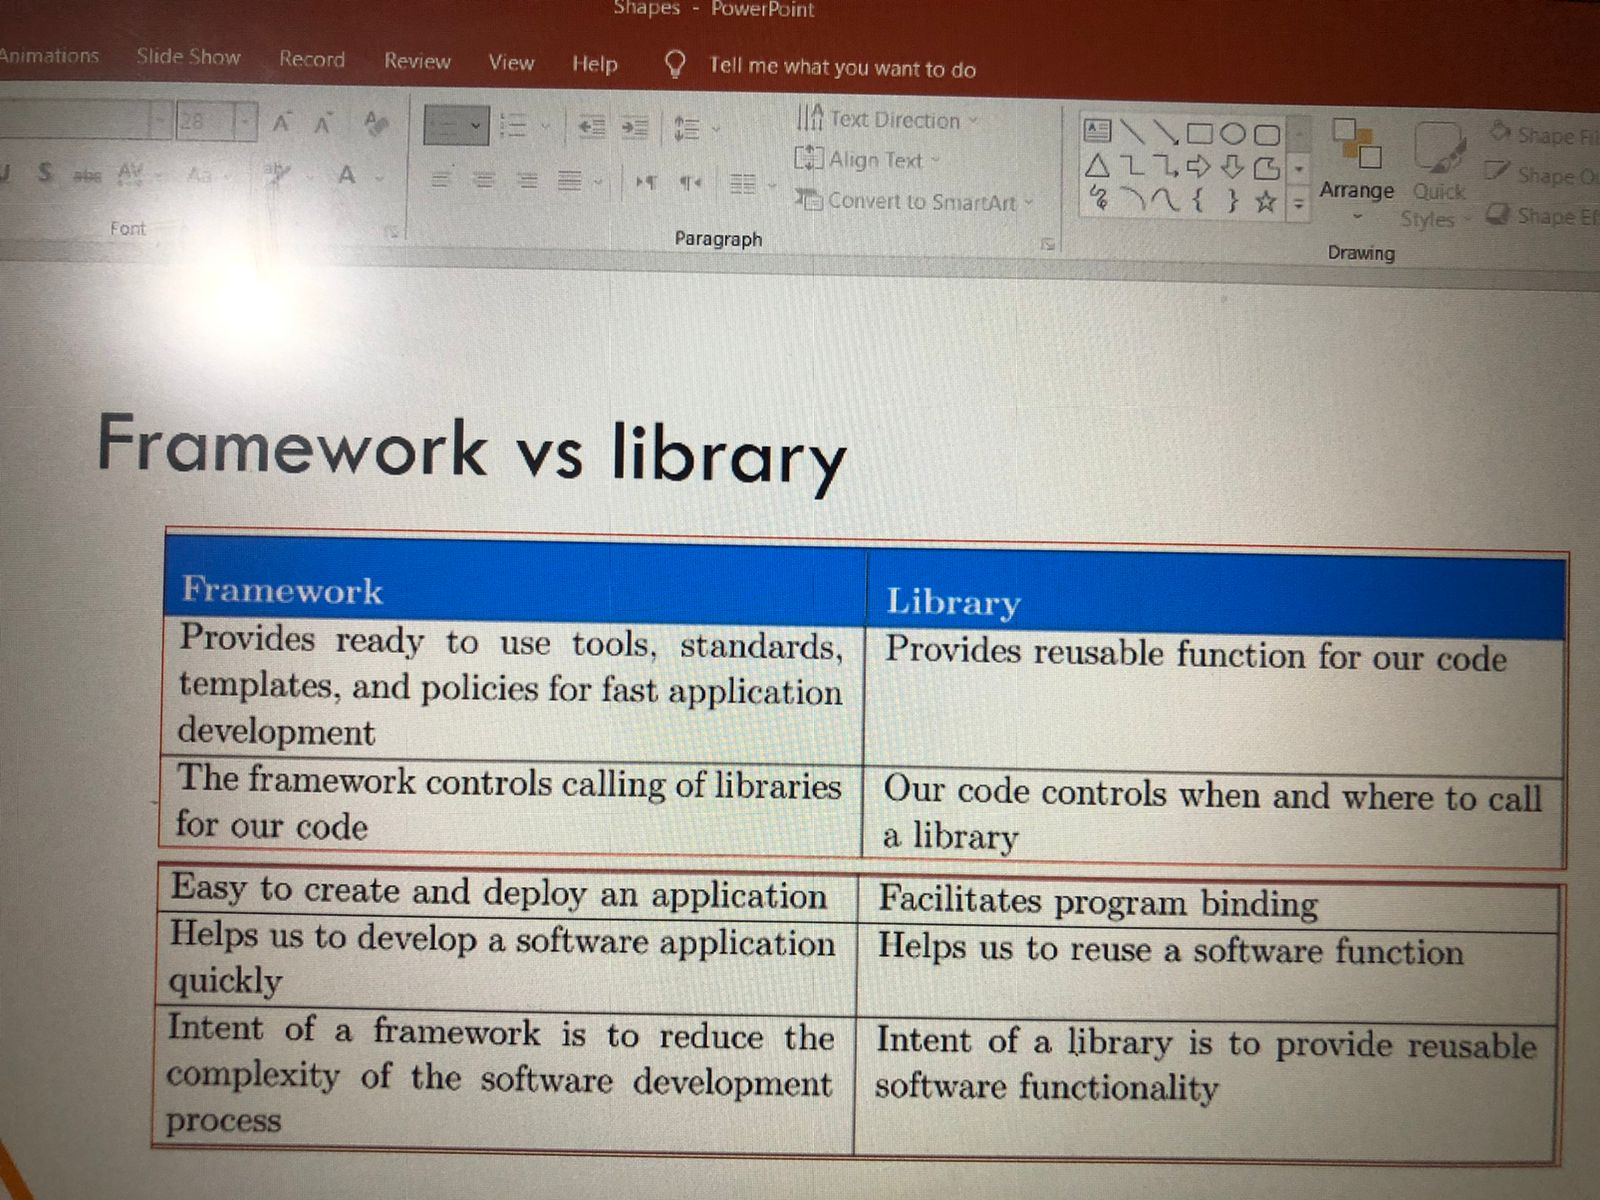 Shapes - PowerPoint
Animations Slide Show Record Review View Help Tell me what you want to do
28
Text Direction
Align Text
Convert to SmartArt
Arrange
Quick
Styles
Font
Paragraph
Drawing
Framework vs library
Framework
Provides ready to use tools, standards,
templates, and policies for fast application
development
Library
Provides reusable function for our code
The framework controls calling of libraries
for our code
Our code controls when and where to call
a library
Easy to create and deploy an application
Facilitates program binding
Helps us to develop a software application
quickly
Helps us to reuse a software function
Intent of a framework is to reduce the
complexity of the software development
process
Intent of a library is to provide reusable
software functionality